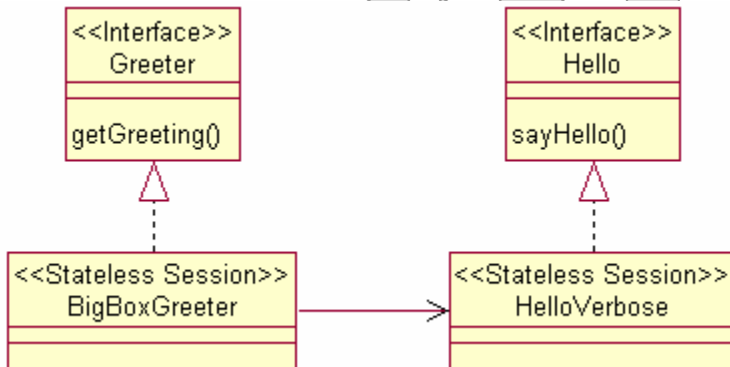 <<Interface>>
Greeter
getGreeting()
<<Interface>>
Hello
sayHello()
<<Stateless Session>>
BigBoxGreeter
<<Stateless Session>>
HelloVerbose